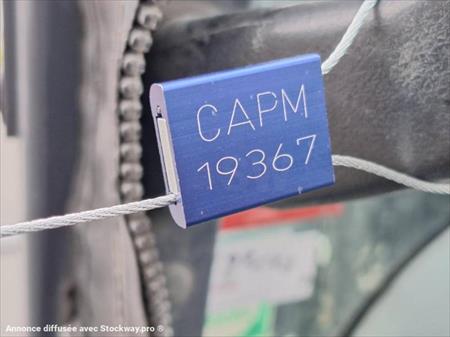 CAPM
19367
Annonce diffusée avec Stockway.pro ®